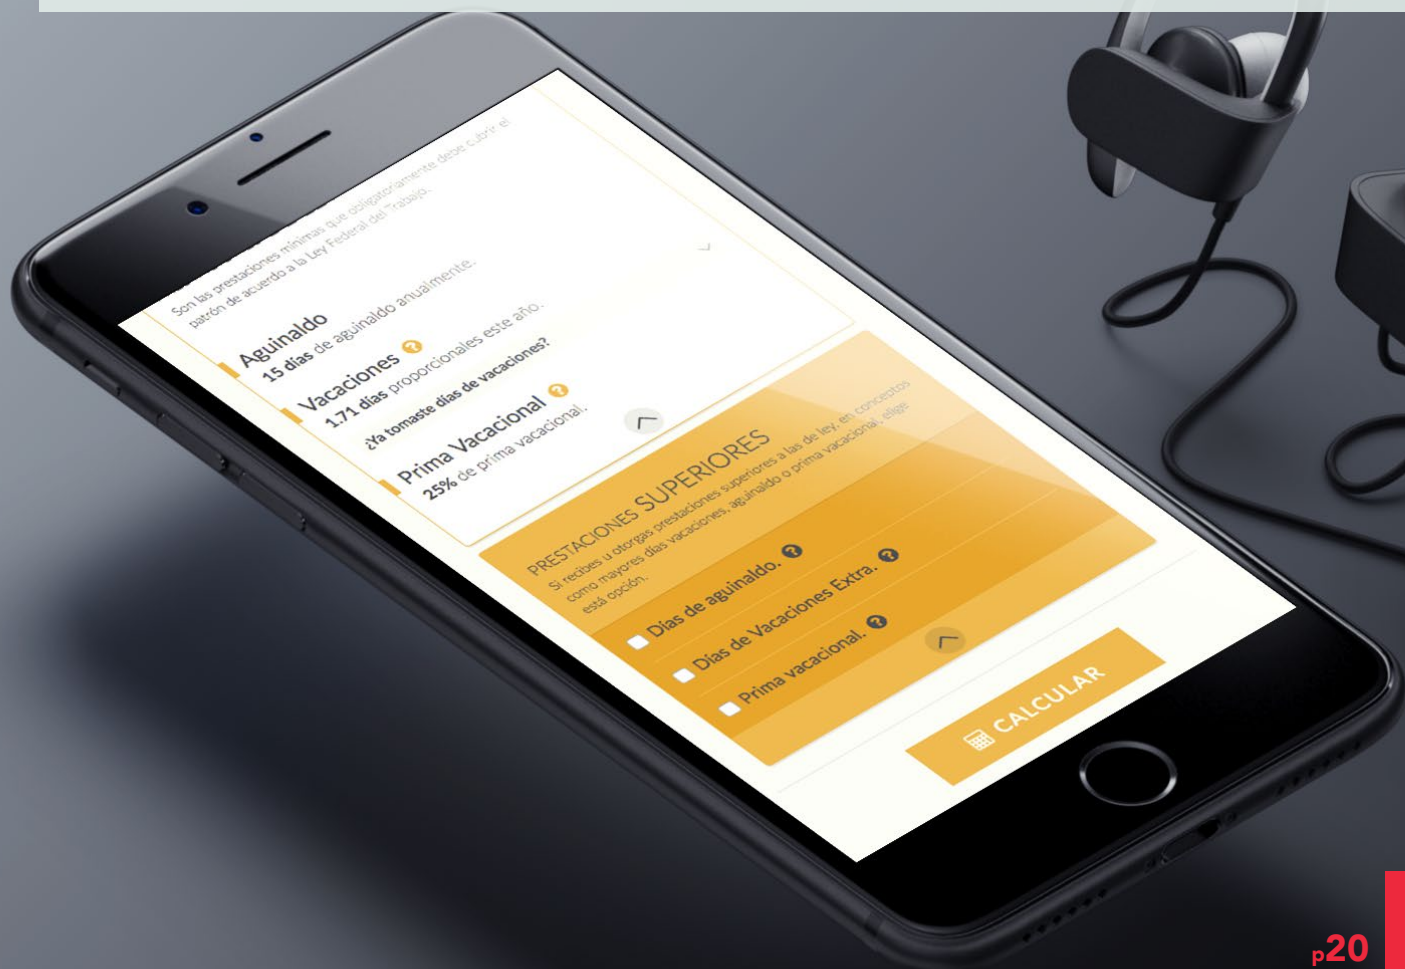 Son las prestaciones mínimas que obligatoriamente debe cubrir el
patrón de acuerdo a la Ley Federal del Trabajo.
Aguinaldo
15 días de aguinaldo anualmente.
Vacaciones ?
1.71 días proporcionales este año.
¿Ya tomaste días de vacaciones?
Prima Vacacional ?
25% de prima vacacional.
PRESTACIONES SUPERIORES
Si recibes u otorgas prestaciones superiores a las de ley, en conceptos
como mayores días vacaciones, aguinaldo o prima vacacional, elige
está opción.
Días de aguinaldo. ?
Días de Vacaciones Extra. ?
Prima vacacional. ?
CALCULAR
p20